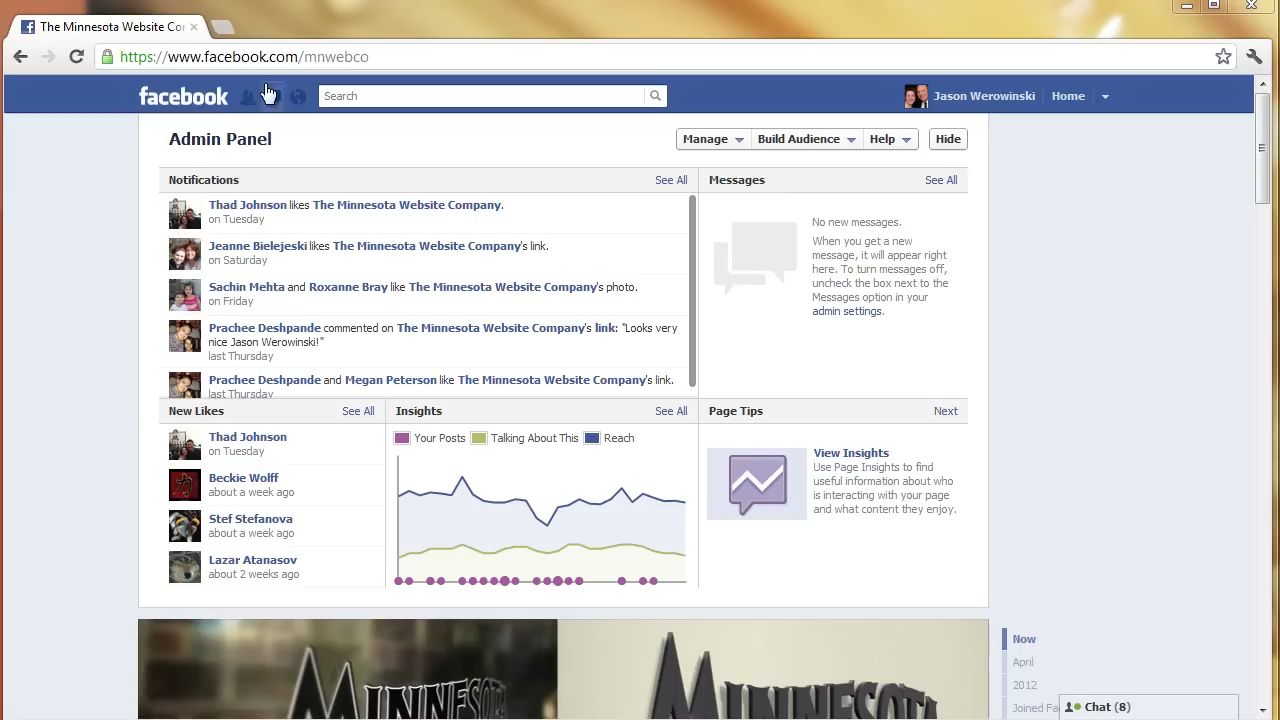 The Minnesota Website Co
https://www.facebook.com/mnwebco
facebook
Search
Jason Werowinski
Home
Admin Panel
Manage
Build Audience
Help
Hide
Notifications
See All
Thad Johnson likes The Minnesota Website Company.
on Tuesday
Jeanne Bielejeski likes The Minnesota Website Company's link.
on Saturday
Sachin Mehta and Roxanne Bray like The Minnesota Website Company's photo.
on Friday
Prachee Deshpande commented on The Minnesota Website Company's link: "Looks very
nice Jason Werowinski!"
last Thursday
Prachee Deshpande and Megan Peterson like The Minnesota Website Company's link.
last Thursday
Messages
See All
No new messages.
When you get a new
message, it will appear right
here. To turn messages off,
uncheck the box next to the
Messages option in your
admin settings.
New Likes
See All
Thad Johnson
on Tuesday
Beckie Wolff
about a week ago
Stef Stefanova
about a week ago
Lazar Atanasov
about 2 weeks ago
Insights
See All
Your Posts
Talking About This
Reach
Page Tips
Next
View Insights
Use Page Insights to find
useful information about who
is interacting with your page
and what content they enjoy.
MINNESOTA
MINNESOTA
Now
April
2012
Joined Fa
Chat (8)